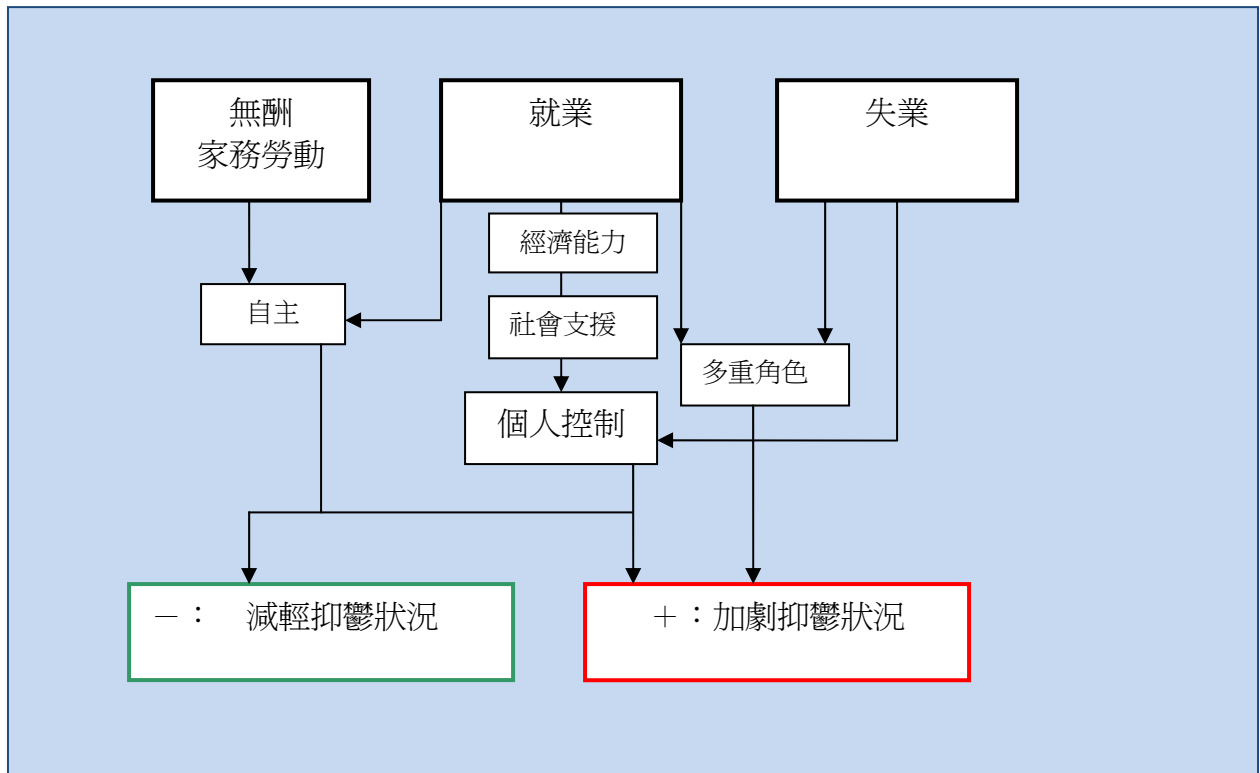 無酬
家務勞動
就業
失業
經濟能力
自主
社會支援
多重角色
個人控制
－： 減輕抑鬱狀況
＋：加劇抑鬱狀況